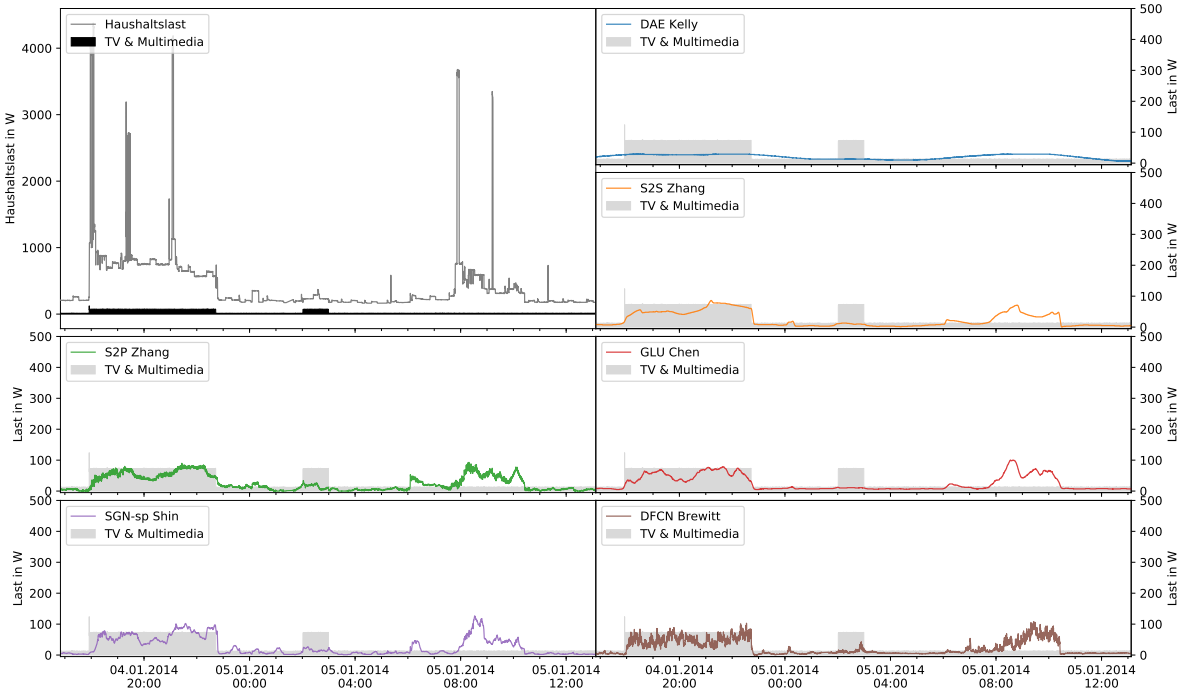 Haushaltslast
TV & Multimedia
Haushaltslast in W
4000
3000
2000
1000
0
DAE Kelly
TV & Multimedia
500
400
300
200
100
0
Last in W
S2S Zhang
TV & Multimedia
500
400
300
200
100
0
Last in W
S2P Zhang
TV & Multimedia
500
400
300
200
100
0
Last in W
GLU Chen
TV & Multimedia
500
400
300
200
100
0
Last in W
SGN-sp Shin
TV & Multimedia
500
400
300
200
100
0
Last in W
04.01.2014 05.01.2014 05.01.2014 05.01.2014 05.01.2014
20:00 00:00 04:00 08:00 12:00
DFCN Brewitt
TV & Multimedia
500
400
300
200
100
0
Last in W
04.01.2014 05.01.2014 05.01.2014 05.01.2014 05.01.2014
20:00 00:00 04:00 08:00 12:00